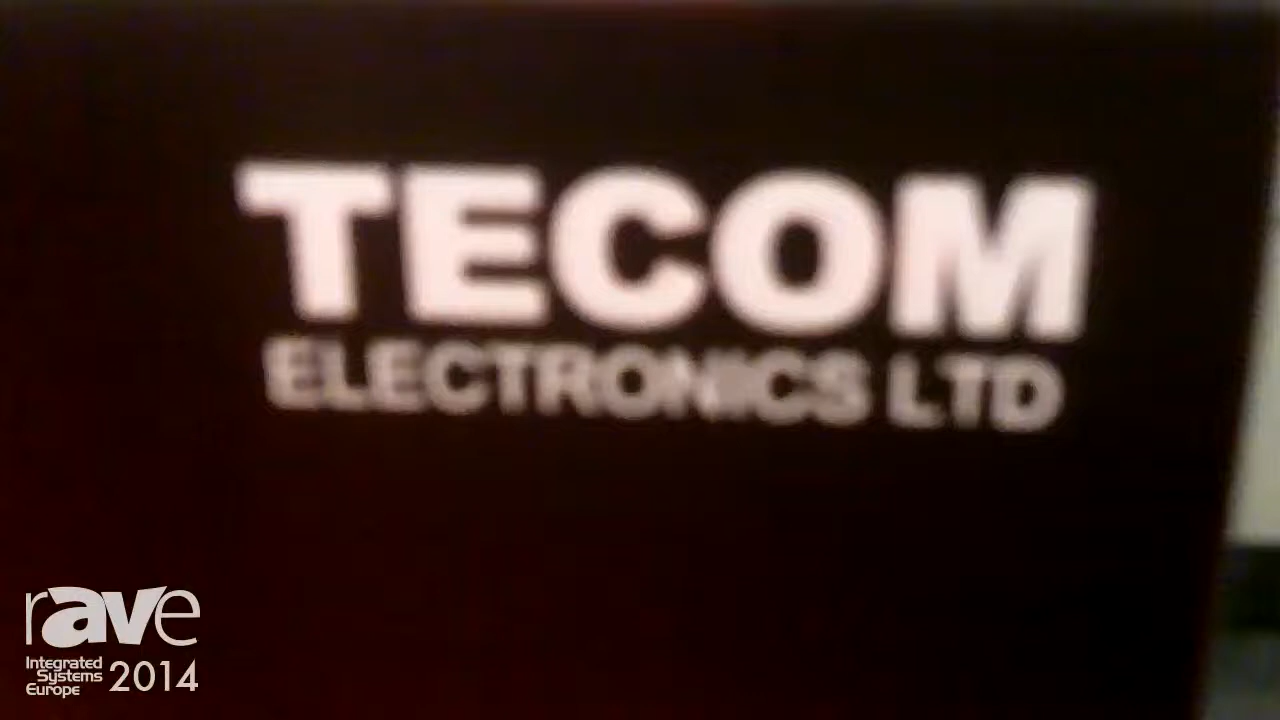 TECOM
ELECTRONICS LTD
rAVe
Integrated
Systems
Europe 2014